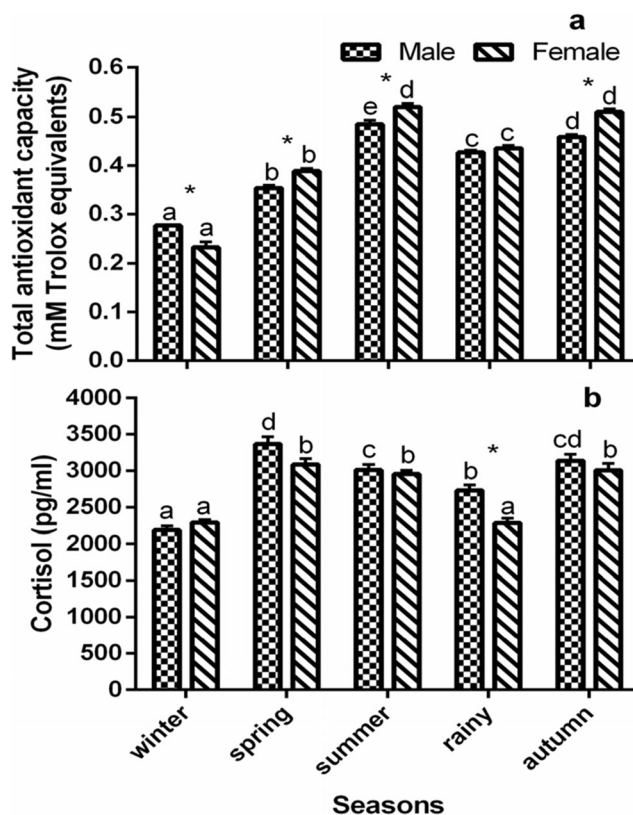 a
Male Female
Total antioxidant capacity
(mM Trolox equivalents)
0.6
0.5
0.4
0.3
0.2
0.1
0.0
a * a
b * b
e * d
c c
d * d
b
Cortisol (pg/ml)
4000
3500
3000
2500
2000
1500
1000
500
0
a a
d b
c b
b * a
cd b
winter
spring
summer
rainy
autumn
Seasons